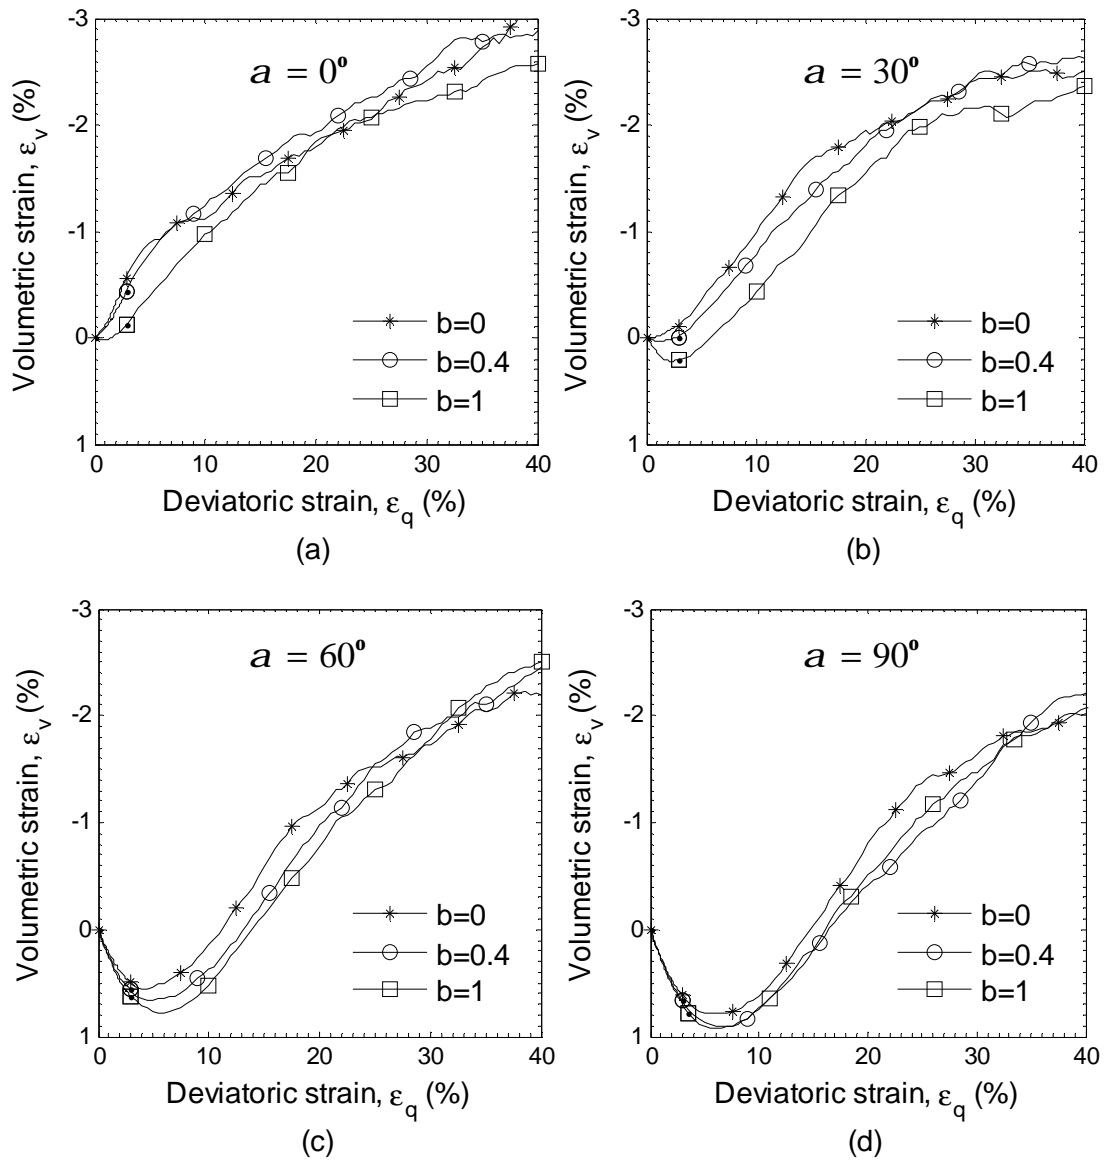 -3
-2
-1
0
1
0 10 20 30 40
Volumetric strain, εv (%)
Deviatoric strain, εq (%)
a = 0º
b=0
b=0.4
b=1
(a)
-3
-2
-1
0
1
0 10 20 30 40
Volumetric strain, εv (%)
Deviatoric strain, εq (%)
a = 30º
b=0
b=0.4
b=1
(b)
-3
-2
-1
0
1
0 10 20 30 40
Volumetric strain, εv (%)
Deviatoric strain, εq (%)
a = 60º
b=0
b=0.4
b=1
(c)
-3
-2
-1
0
1
0 10 20 30 40
Volumetric strain, εv (%)
Deviatoric strain, εq (%)
a = 90º
b=0
b=0.4
b=1
(d)